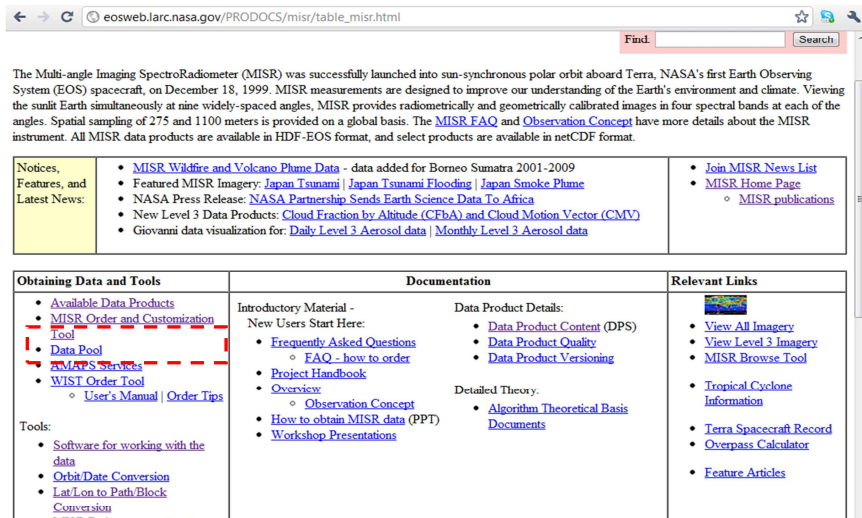 eosweb.larc.nasa.gov/PRODOCS/misr/table_misr.html
Find: Search
The Multi-angle Imaging SpectroRadiometer (MISR) was successfully launched into sun-synchronous polar orbit aboard Terra, NASA's first Earth Observing
System (EOS) spacecraft, on December 18, 1999. MISR measurements are designed to improve our understanding of the Earth's environment and climate. Viewing
the sunlit Earth simultaneously at nine widely-spaced angles, MISR provides radiometrically and geometrically calibrated images in four spectral bands at each of the
angles. Spatial sampling of 275 and 1100 meters is provided on a global basis. The MISR FAQ and Observation Concept have more details about the MISR
instrument. All MISR data products are available in HDF-EOS format, and select products are available in netCDF format.
Notices,
Features, and
Latest News:
MISR Wildfire and Volcano Plume Data - data added for Borneo Sumatra 2001-2009
Featured MISR Imagery: Japan Tsunami | Japan Tsunami Flooding | Japan Smoke Plume
NASA Press Release: NASA Partnership Sends Earth Science Data To Africa
New Level 3 Data Products: Cloud Fraction by Altitude (CFbA) and Cloud Motion Vector (CMV)
Giovanni data visualization for: Daily Level 3 Aerosol data | Monthly Level 3 Aerosol data
Join MISR News List
MISR Home Page
MISR publications
Obtaining Data and Tools
Available Data Products
MISR Order and Customization
Tool
Data Pool
AMAPS Services
WIST Order Tool
User's Manual | Order Tips
Tools:
Software for working with the
data
Orbit/Date Conversion
Lat/Lon to Path/Block
Conversion
Documentation
Introductory Material -
New Users Start Here:
Frequently Asked Questions
FAQ - how to order
Project Handbook
Overview
Observation Concept
How to obtain MISR data (PPT)
Workshop Presentations
Data Product Details:
Data Product Content (DPS)
Data Product Quality
Data Product Versioning
Detailed Theory:
Algorithm Theoretical Basis
Documents
Relevant Links
View All Imagery
View Level 3 Imagery
MISR Browse Tool
Tropical Cyclone
Information
Terra Spacecraft Record
Overpass Calculator
Feature Articles